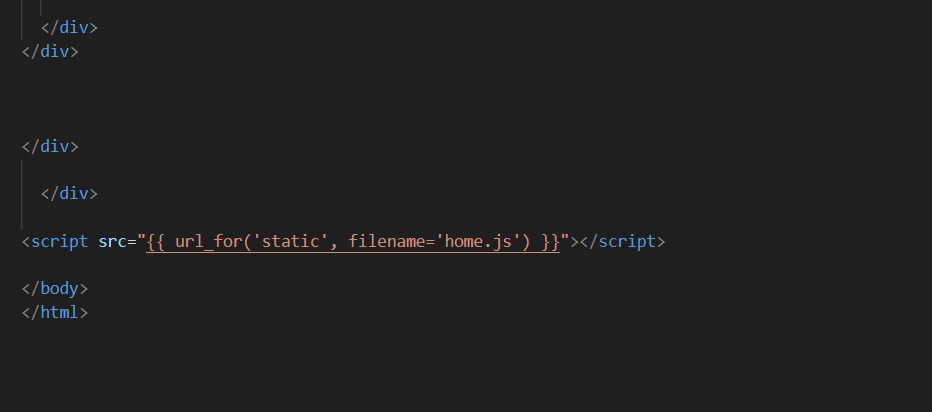 </div>
</div>
</div>
</div>
<script src="{{ url_for('static', filename='home.js') }}"></script>
</body>
</html>